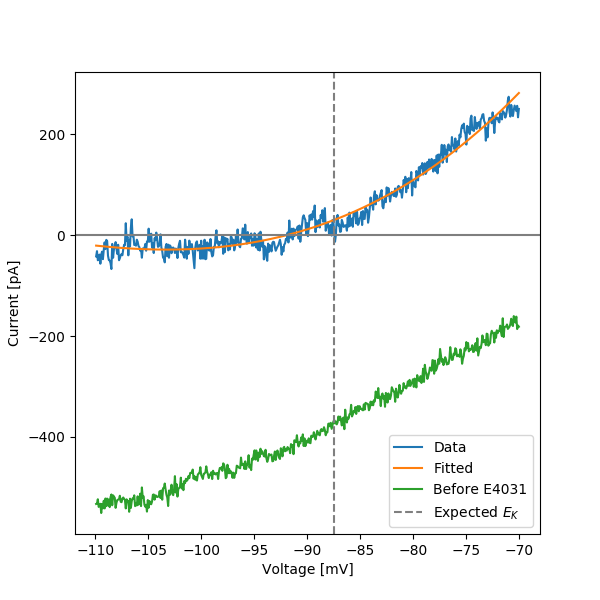 200
0
−200
−400
Current [pA]
−110
−105
−100
−95
−90
−85
−80
−75
−70
Voltage [mV]
Data
Fitted
Before E4031
Expected E_K